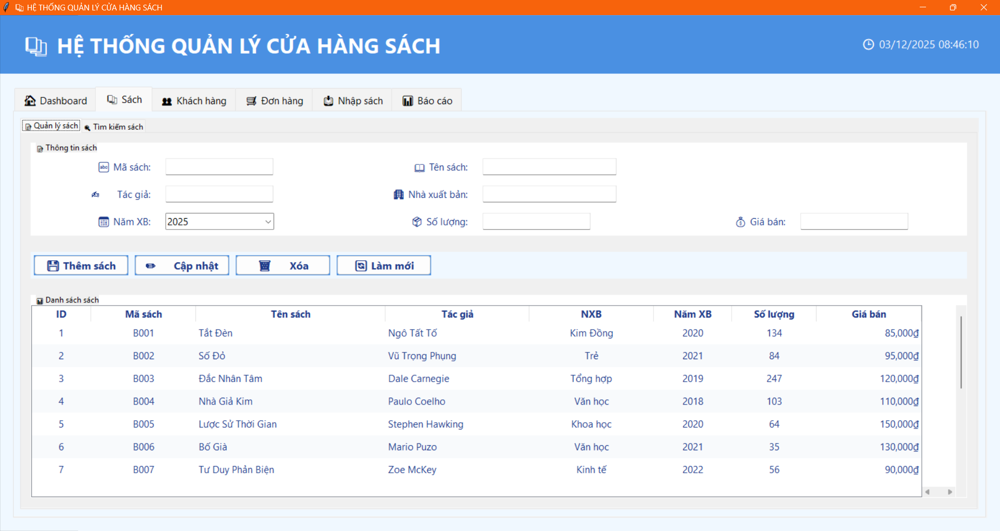 HỆ THỐNG QUẢN LÝ CỬA HÀNG SÁCH
HỆ THỐNG QUẢN LÝ CỬA HÀNG SÁCH
03/12/2025 08:46:10
Dashboard Sách Khách hàng Đơn hàng Nhập sách Báo cáo
Quản lý sách Tìm kiếm sách
Thông tin sách
abc Mã sách: Tên sách:
Tác giả: Nhà xuất bản:
Năm XB: 2025 Số lượng: Giá bán:
Thêm sách Cập nhật Xóa Làm mới
Danh sách sách
ID Mã sách Tên sách Tác giả NXB Năm XB Số lượng Giá bán
1 B001 Tắt Đèn Ngô Tất Tố Kim Đồng 2020 134 85,000₫
2 B002 Số Đỏ Vũ Trọng Phụng Trẻ 2021 84 95,000₫
3 B003 Đắc Nhân Tâm Dale Carnegie Tổng hợp 2019 247 120,000₫
4 B004 Nhà Giả Kim Paulo Coelho Văn học 2018 103 110,000₫
5 B005 Lược Sử Thời Gian Stephen Hawking Khoa học 2020 64 150,000₫
6 B006 Bố Già Mario Puzo Văn học 2021 35 130,000₫
7 B007 Tư Duy Phản Biện Zoe McKey Kinh tế 2022 56 90,000₫